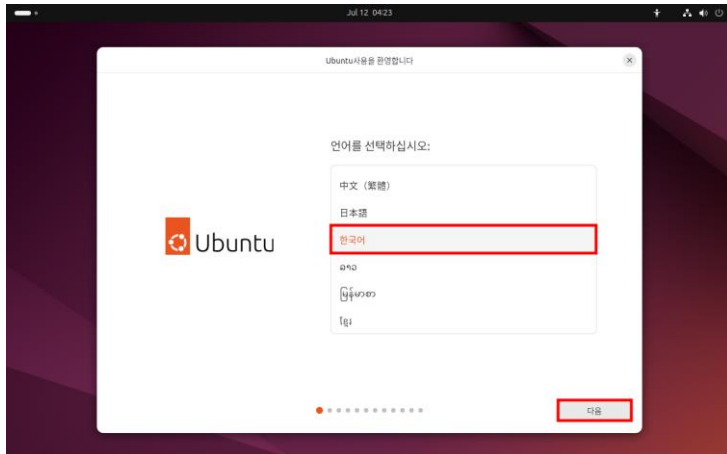 Jul 12 04:23
Ubuntu사용을 환영합니다
언어를 선택하십시오:
中文（繁體）
日本語
한국어
ລາວ
မြန်မာစာ
ខ្មែរ
Ubuntu
다음